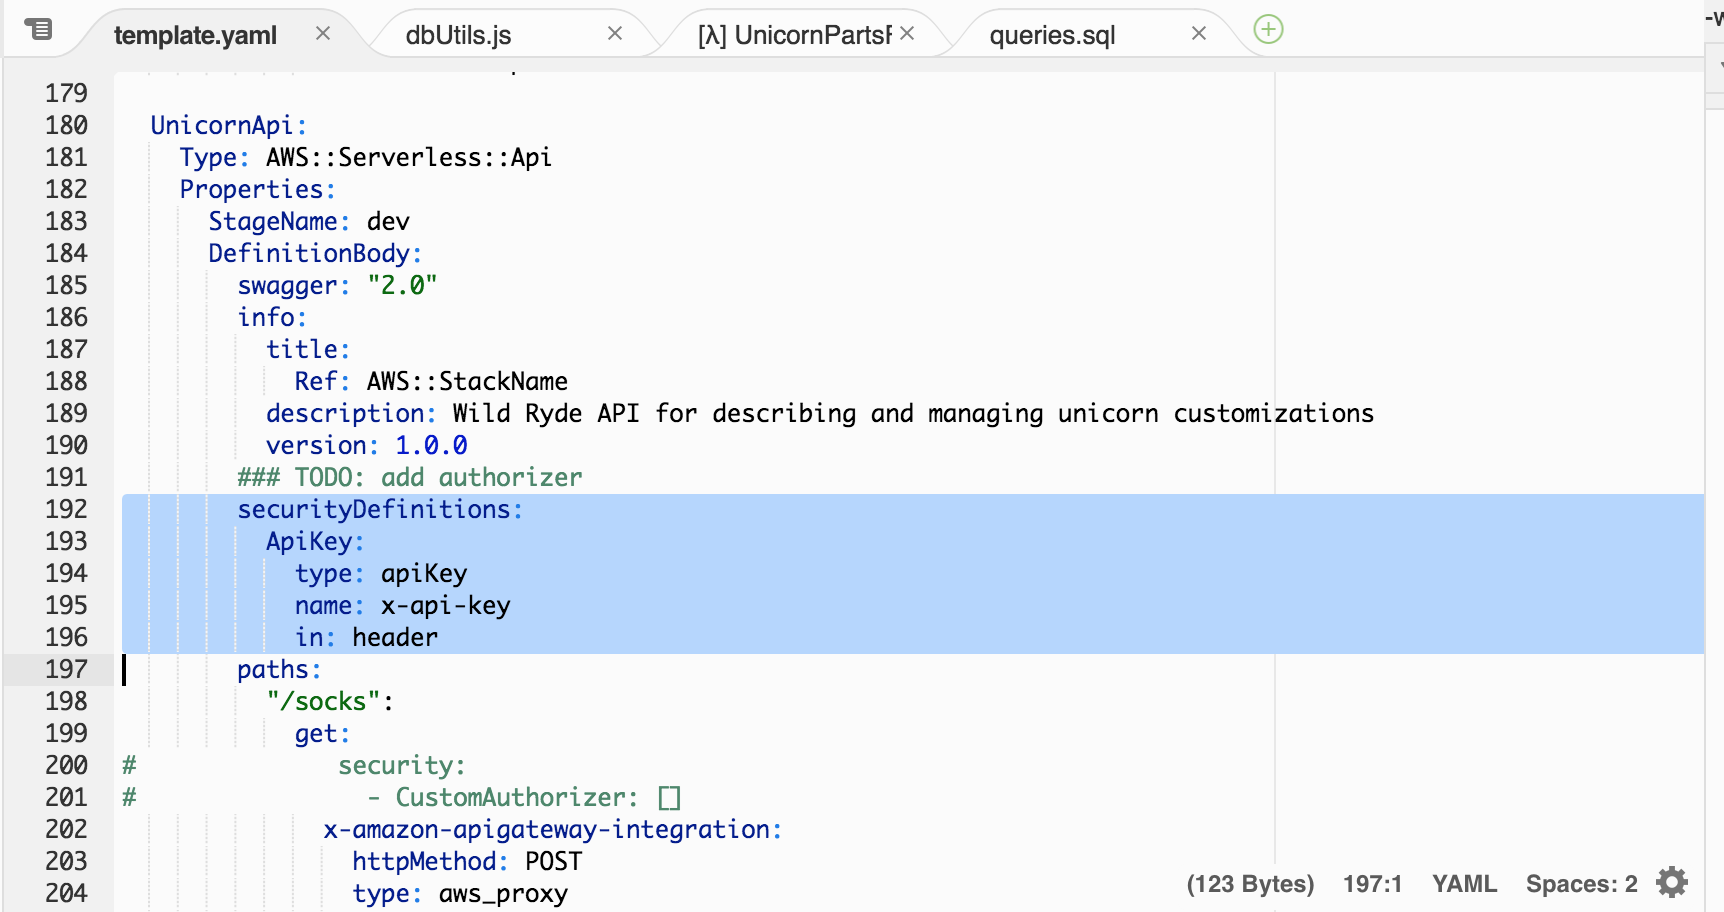 template.yaml
dbUtils.js
[λ] UnicornPartsF
queries.sql
179
180 UnicornApi:
181 Type: AWS::Serverless::Api
182 Properties:
183 StageName: dev
184 DefinitionBody:
185 swagger: "2.0"
186 info:
187 title:
188 Ref: AWS::StackName
189 description: Wild Ryde API for describing and managing unicorn customizations
190 version: 1.0.0
191 ### TODO: add authorizer
192 securityDefinitions:
193 ApiKey:
194 type: apiKey
195 name: x-api-key
196 in: header
197 paths:
198 "/socks":
199 get:
200 # security:
201 # - CustomAuthorizer: []
202 x-amazon-apigateway-integration:
203 httpMethod: POST
204 type: aws_proxy
(123 Bytes) 197:1 YAML Spaces: 2